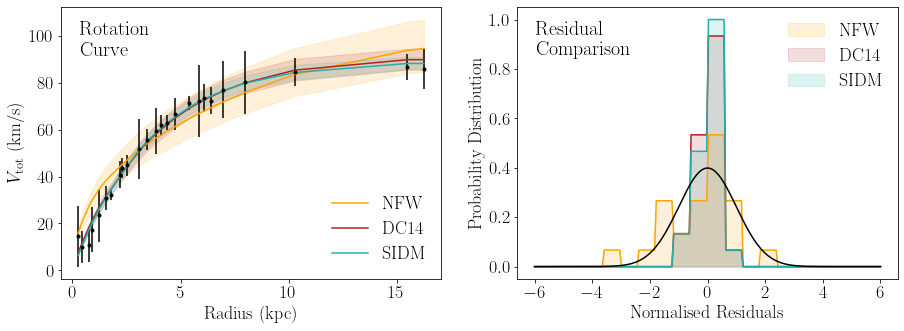 Rotation
Curve
100
80
60
40
20
0
V_tot (km/s)
0
5
10
15
Radius (kpc)
NFW
DC14
SIDM
Residual
Comparison
1.0
0.8
0.6
0.4
0.2
0.0
Probability Distribution
−6
−4
−2
0
2
4
6
Normalised Residuals
NFW
DC14
SIDM